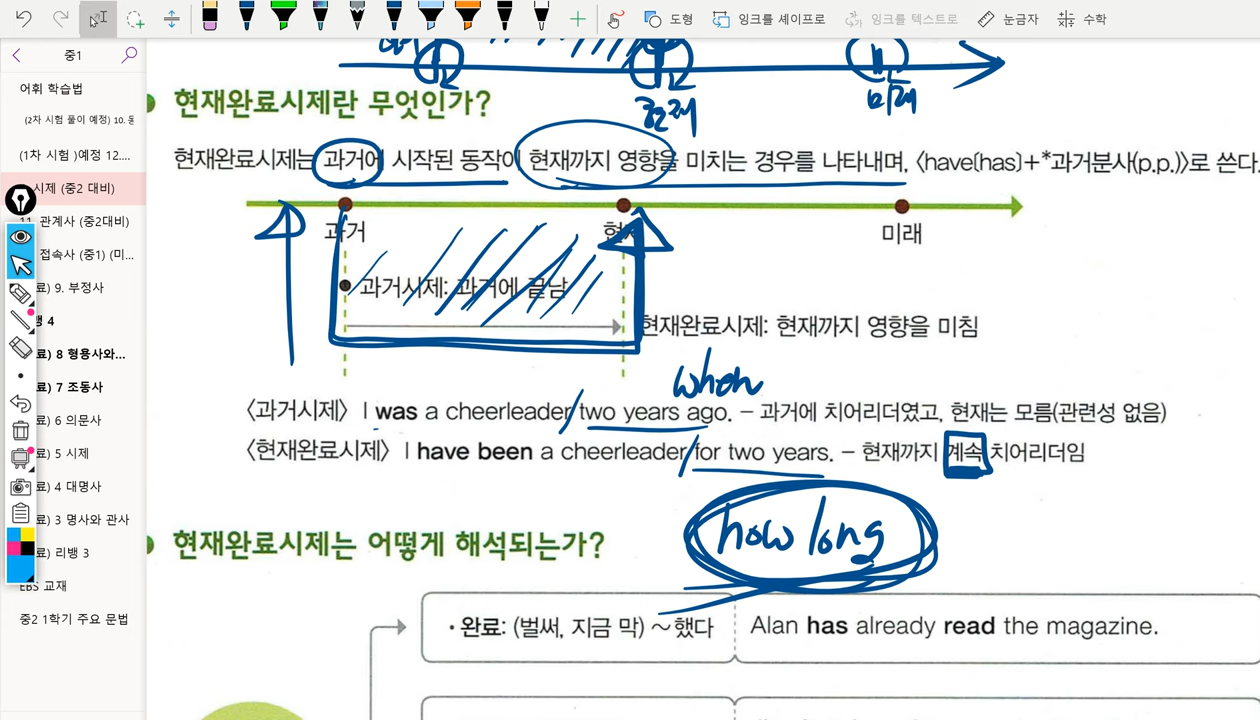 도형
잉크를 셰이프로
잉크를 텍스트로
눈금자
수학
중1
어휘 학습법
(2차 시험 풀이 예정) 10.
(1차 시험 )예정 12....
시제 (중2 대비)
11. 관계사 (중2대비)
접속사 (중1) (미...
료) 9. 부정사
뱅 4
료) 8 형용사와...
료) 7 조동사
료) 6 의문사
료) 5 시제
료) 4 대명사
료) 3 명사와 관사
료) 리뱅 3
EBS 교재
중2 1학기 주요 문법
현재
미래
현재완료시제란 무엇인가?
현재완료시제는 과거에 시작된 동작이 현재까지 영향을 미치는 경우를 나타내며, 〈have(has)+*과거분사(p.p.)〉로 쓴다.
과거 현재 미래
과거시제: 과거에 끝남
현재완료시제: 현재까지 영향을 미침
when
〈과거시제〉 I was a cheerleader two years ago. – 과거에 치어리더였고, 현재는 모름(관련성 없음)
〈현재완료시제〉 I have been a cheerleader for two years. – 현재까지 계속 치어리더임
how long
현재완료시제는 어떻게 해석되는가?
· 완료: (벌써, 지금 막) ~했다
Alan has already read the magazine.